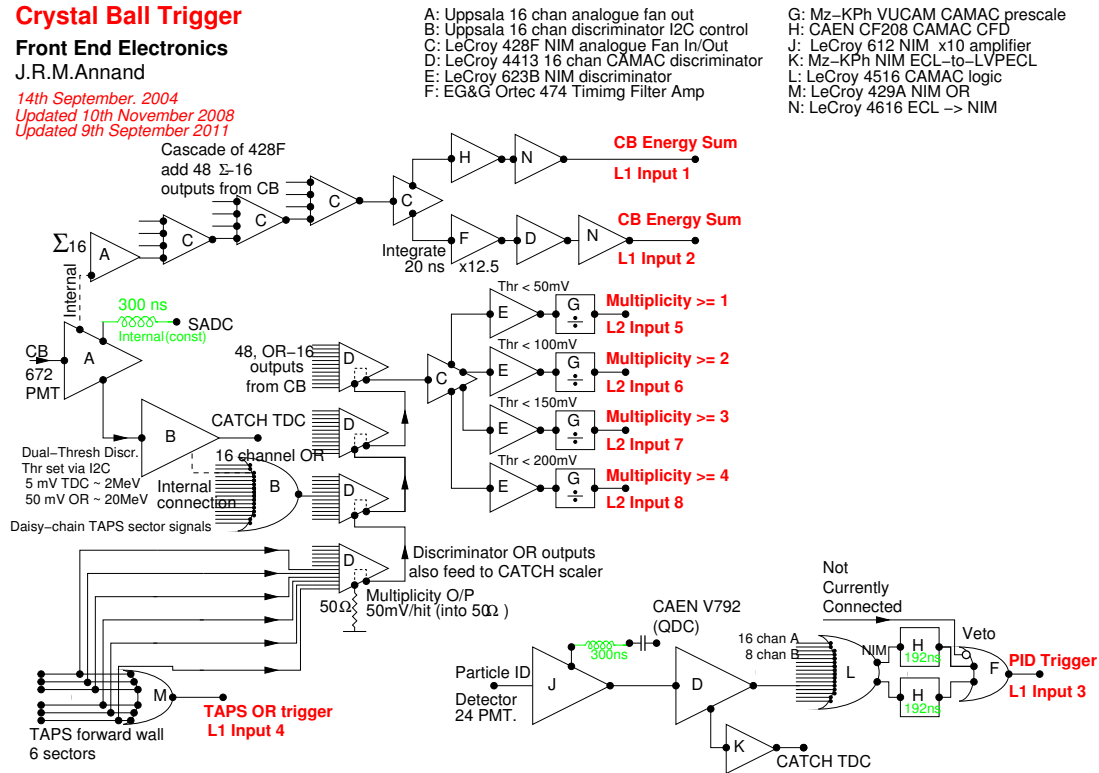 Crystal Ball Trigger
Front End Electronics
J.R.M.Annand
14th September. 2004
Updated 10th November 2008
Updated 9th September 2011
A: Uppsala 16 chan analogue fan out
B: Uppsala 16 chan discriminator I2C control
C: LeCroy 428F NIM analogue Fan In/Out
D: LeCroy 4413 16 chan CAMAC discriminator
E: LeCroy 623B NIM discriminator
F: EG&G Ortec 474 Timimg Filter Amp
G: Mz-KPh VUCAM CAMAC prescale
H: CAEN CF208 CAMAC CFD
J: LeCroy 612 NIM x10 amplifier
K: Mz-KPh NIM ECL-to-LVPECL
L: LeCroy 4516 CAMAC logic
M: LeCroy 429A NIM OR
N: LeCroy 4616 ECL -> NIM
Cascade of 428F
add 48 Σ-16
outputs from CB
H
N
CB Energy Sum
L1 Input 1
C
C
C
C
Σ16
A
Integrate
20 ns
F
x12.5
D
N
CB Energy Sum
L1 Input 2
Internal
300 ns
SADC
Internal(const)
CB
672
PMT
A
48, OR-16
outputs
from CB
D
C
Thr < 50mV
E
G
÷
Multiplicity >= 1
L2 Input 5
Thr < 100mV
E
G
÷
Multiplicity >= 2
L2 Input 6
Thr < 150mV
E
G
÷
Multiplicity >= 3
L2 Input 7
Thr < 200mV
E
G
÷
Multiplicity >= 4
L2 Input 8
B
CATCH TDC
D
Dual-Thresh Discr.
Thr set via I2C
5 mV TDC ~ 2MeV
50 mV OR ~ 20MeV
16 channel OR
Internal
connection
B
D
Daisy-chain TAPS sector signals
D
Discriminator OR outputs
also feed to CATCH scaler
50Ω
Multiplicity O/P
50mV/hit (into 50Ω )
M
TAPS OR trigger
L1 Input 4
TAPS forward wall
6 sectors
Particle ID
Detector
24 PMT.
J
300ns
CAEN V792
(QDC)
D
K
CATCH TDC
16 chan A
8 chan B
L
NIM
Not
Currently
Connected
H
192ns
H
192ns
Veto
F
PID Trigger
L1 Input 3